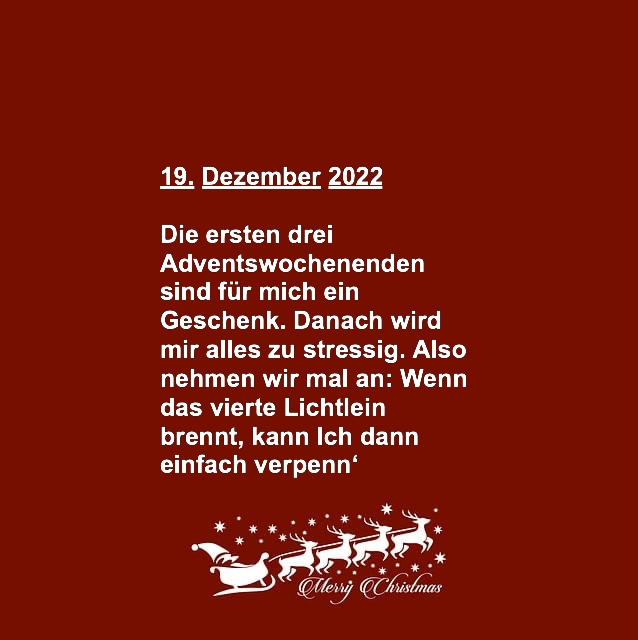 19. Dezember 2022
Die ersten drei
Adventswochenenden
sind für mich ein
Geschenk. Danach wird
mir alles zu stressig. Also
nehmen wir mal an: Wenn
das vierte Lichtlein
brennt, kann Ich dann
einfach verpenn‘
Merry Christmas